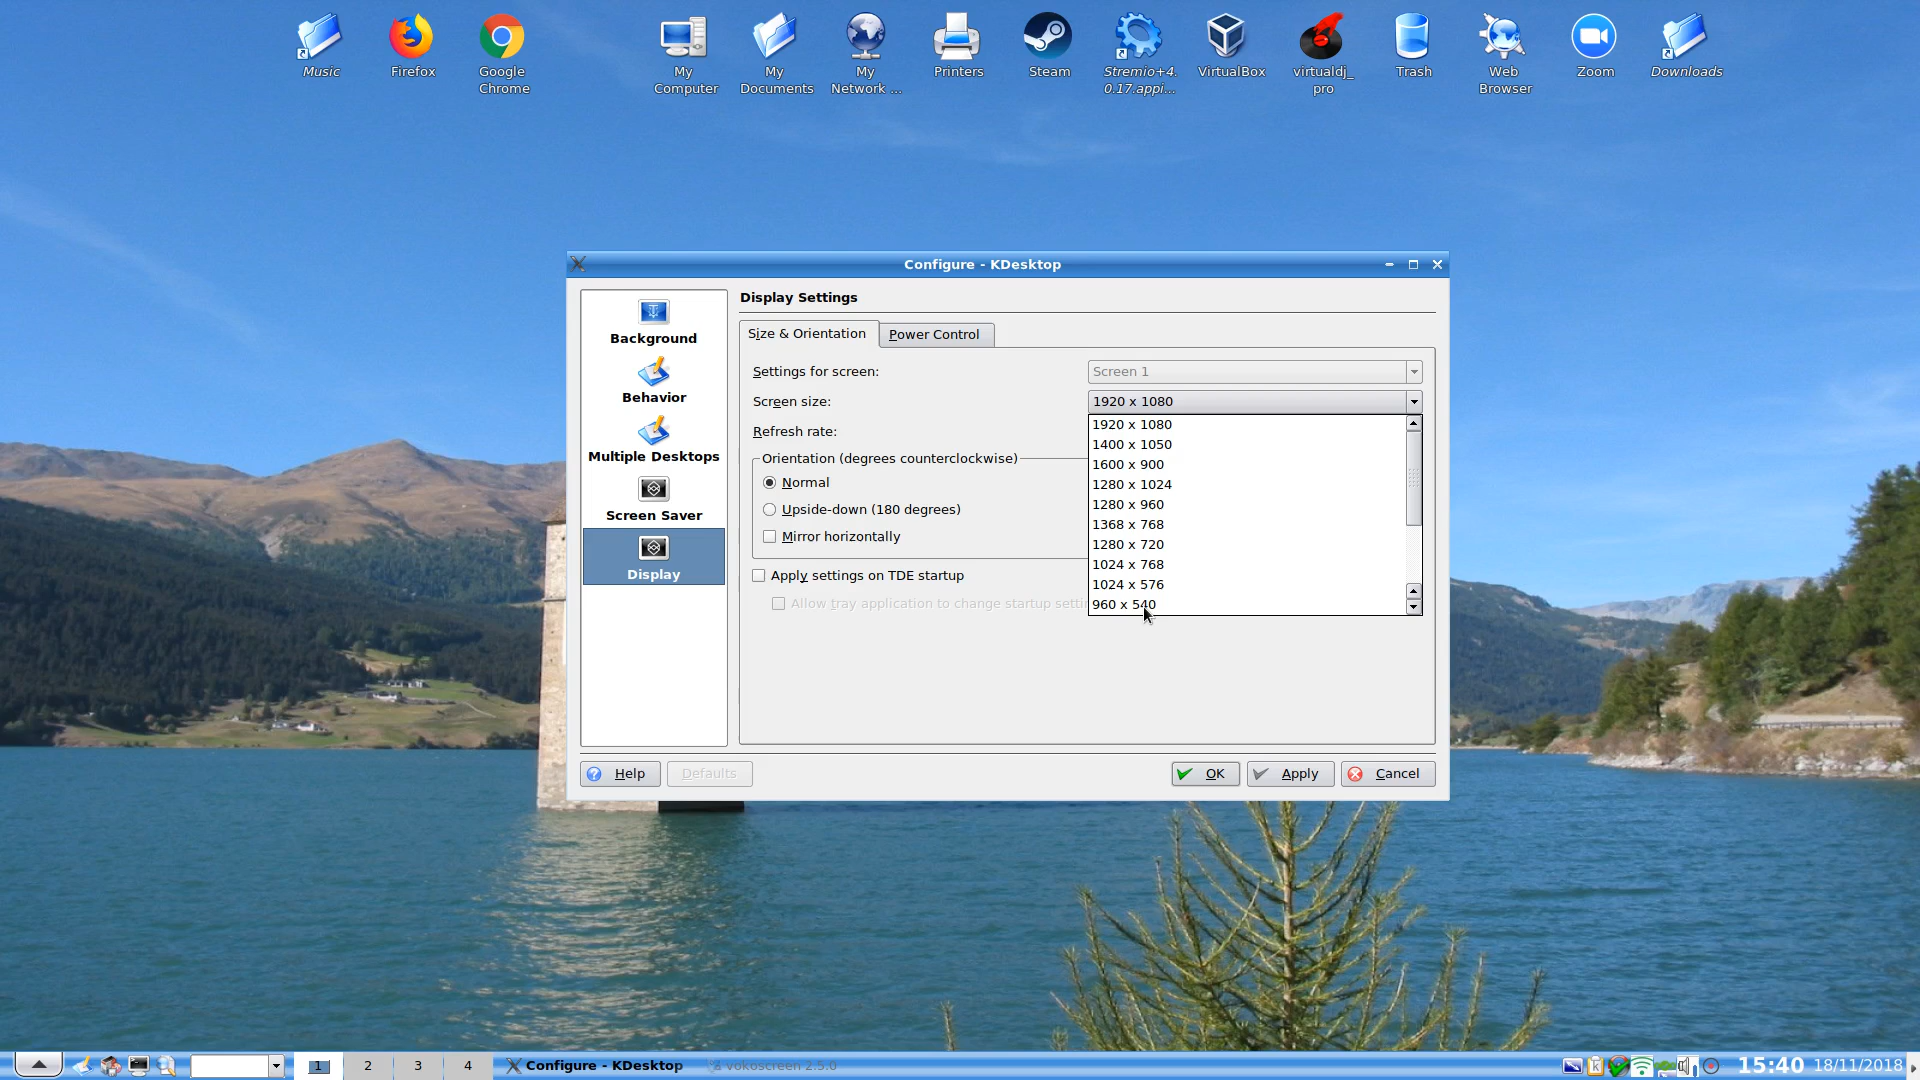 Music
Firefox
Google
Chrome
My
Computer
My
Documents
My
Network ...
Printers
Steam
Stremio+4.
0.17.appi...
VirtualBox
virtualdj_
pro
Trash
Web
Browser
Zoom
Downloads
Configure - KDesktop
Background
Behavior
Multiple Desktops
Screen Saver
Display
Display Settings
Size & Orientation
Power Control
Settings for screen:
Screen 1
Screen size:
1920 x 1080
Refresh rate:
1920 x 1080
1400 x 1050
1600 x 900
1280 x 1024
1280 x 960
1368 x 768
1280 x 720
1024 x 768
1024 x 576
960 x 540
Orientation (degrees counterclockwise)
Normal
Upside-down (180 degrees)
Mirror horizontally
Apply settings on TDE startup
Allow tray application to change startup setti
Help
Defaults
OK
Apply
Cancel
1
2
3
4
Configure - KDesktop
vokoscreen 2.5.0
15:40
18/11/2018